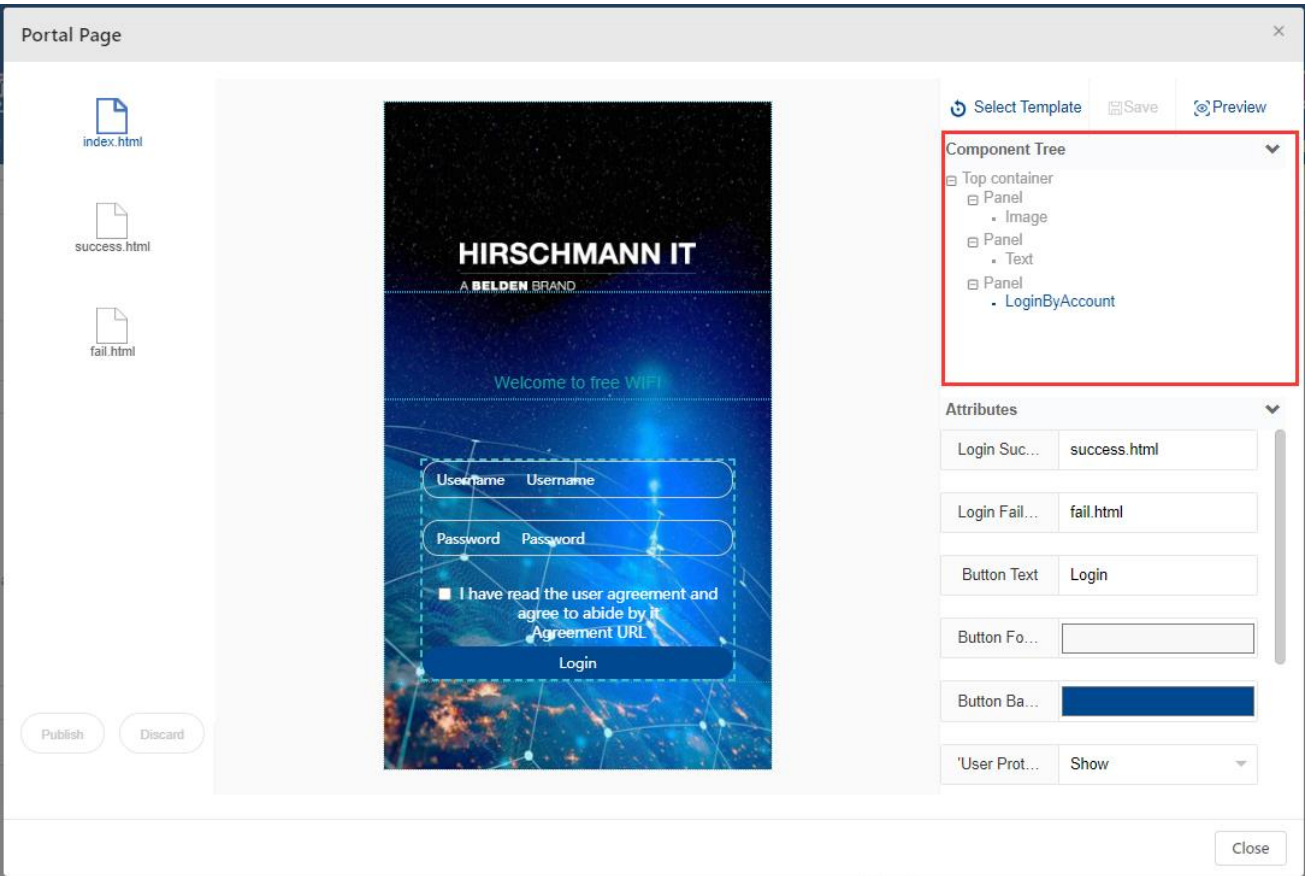 Portal Page
index.html
success.html
fail.html
Publish
Discard
HIRSCHMANN IT
A BELDEN BRAND
Welcome to free WIFI
Username Username
Password Password
I have read the user agreement and
agree to abide by it
Agreement URL
Login
Select Template
Save
Preview
Component Tree
Top container
Panel
Image
Panel
Text
Panel
LoginByAccount
Attributes
Login Suc... success.html
Login Fail... fail.html
Button Text Login
Button Fo...
Button Ba...
'User Prot... Show
Close